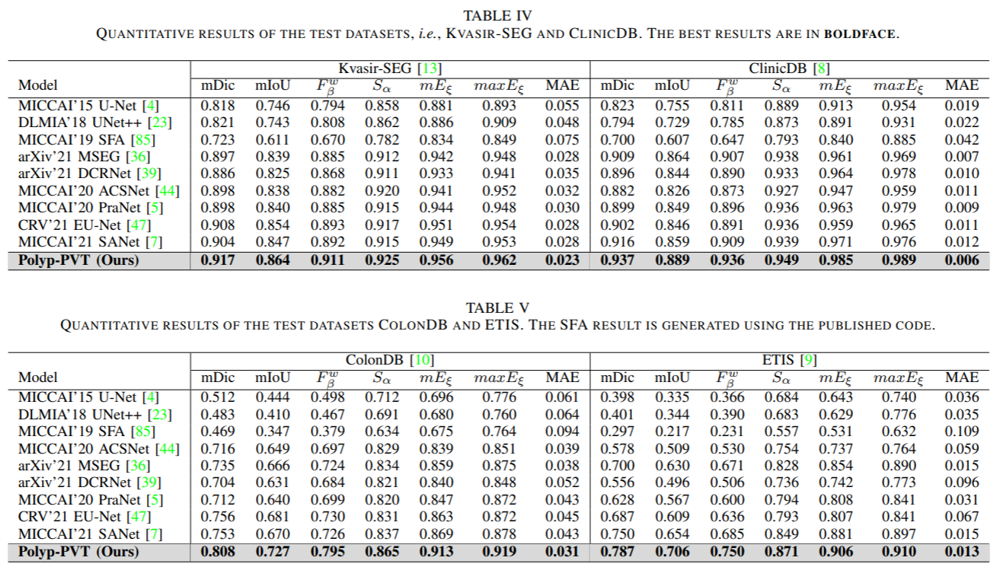 TABLE IV
QUANTITATIVE RESULTS OF THE TEST DATASETS, i.e., KVASIR-SEG AND CLINICDB. THE BEST RESULTS ARE IN BOLDFACE.
Kvasir-SEG [13] ClinicDB [8]
Model mDic mIoU F^w_β S_α mE_ξ maxE_ξ MAE mDic mIoU F^w_β S_α mE_ξ maxE_ξ MAE
MICCAI'15 U-Net [4] 0.818 0.746 0.794 0.858 0.881 0.893 0.055 0.823 0.755 0.811 0.889 0.913 0.954 0.019
DLMIA'18 UNet++ [23] 0.821 0.743 0.808 0.862 0.886 0.909 0.048 0.794 0.729 0.785 0.873 0.891 0.931 0.022
MICCAI'19 SFA [85] 0.723 0.611 0.670 0.782 0.834 0.849 0.075 0.700 0.607 0.647 0.793 0.840 0.885 0.042
arXiv'21 MSEG [36] 0.897 0.839 0.885 0.912 0.942 0.948 0.028 0.909 0.864 0.907 0.938 0.961 0.969 0.007
arXiv'21 DCRNet [39] 0.886 0.825 0.868 0.911 0.933 0.941 0.035 0.896 0.844 0.890 0.933 0.964 0.978 0.010
MICCAI'20 ACSNet [44] 0.898 0.838 0.882 0.920 0.941 0.952 0.032 0.882 0.826 0.873 0.927 0.947 0.959 0.011
MICCAI'20 PraNet [5] 0.898 0.840 0.885 0.915 0.944 0.948 0.030 0.899 0.849 0.896 0.936 0.963 0.979 0.009
CRV'21 EU-Net [47] 0.908 0.854 0.893 0.917 0.951 0.954 0.028 0.902 0.846 0.891 0.936 0.959 0.965 0.011
MICCAI'21 SANet [7] 0.904 0.847 0.892 0.915 0.949 0.953 0.028 0.916 0.859 0.909 0.939 0.971 0.976 0.012
Polyp-PVT (Ours) 0.917 0.864 0.911 0.925 0.956 0.962 0.023 0.937 0.889 0.936 0.949 0.985 0.989 0.006
TABLE V
QUANTITATIVE RESULTS OF THE TEST DATASETS COLONDB AND ETIS. THE SFA RESULT IS GENERATED USING THE PUBLISHED CODE.
ColonDB [10] ETIS [9]
Model mDic mIoU F^w_β S_α mE_ξ maxE_ξ MAE mDic mIoU F^w_β S_α mE_ξ maxE_ξ MAE
MICCAI'15 U-Net [4] 0.512 0.444 0.498 0.712 0.696 0.776 0.061 0.398 0.335 0.366 0.684 0.643 0.740 0.036
DLMIA'18 UNet++ [23] 0.483 0.410 0.467 0.691 0.680 0.760 0.064 0.401 0.344 0.390 0.683 0.629 0.776 0.035
MICCAI'19 SFA [85] 0.469 0.347 0.379 0.634 0.675 0.764 0.094 0.297 0.217 0.231 0.557 0.531 0.632 0.109
MICCAI'20 ACSNet [44] 0.716 0.649 0.697 0.829 0.839 0.851 0.039 0.578 0.509 0.530 0.754 0.737 0.764 0.059
arXiv'21 MSEG [36] 0.735 0.666 0.724 0.834 0.859 0.875 0.038 0.700 0.630 0.671 0.828 0.854 0.890 0.015
arXiv'21 DCRNet [39] 0.704 0.631 0.684 0.821 0.840 0.848 0.052 0.556 0.496 0.506 0.736 0.742 0.773 0.096
MICCAI'20 PraNet [5] 0.712 0.640 0.699 0.820 0.847 0.872 0.043 0.628 0.567 0.600 0.794 0.808 0.841 0.031
CRV'21 EU-Net [47] 0.756 0.681 0.730 0.831 0.863 0.872 0.045 0.687 0.609 0.636 0.793 0.807 0.841 0.067
MICCAI'21 SANet [7] 0.753 0.670 0.726 0.837 0.869 0.878 0.043 0.750 0.654 0.685 0.849 0.881 0.897 0.015
Polyp-PVT (Ours) 0.808 0.727 0.795 0.865 0.913 0.919 0.031 0.787 0.706 0.750 0.871 0.906 0.910 0.013